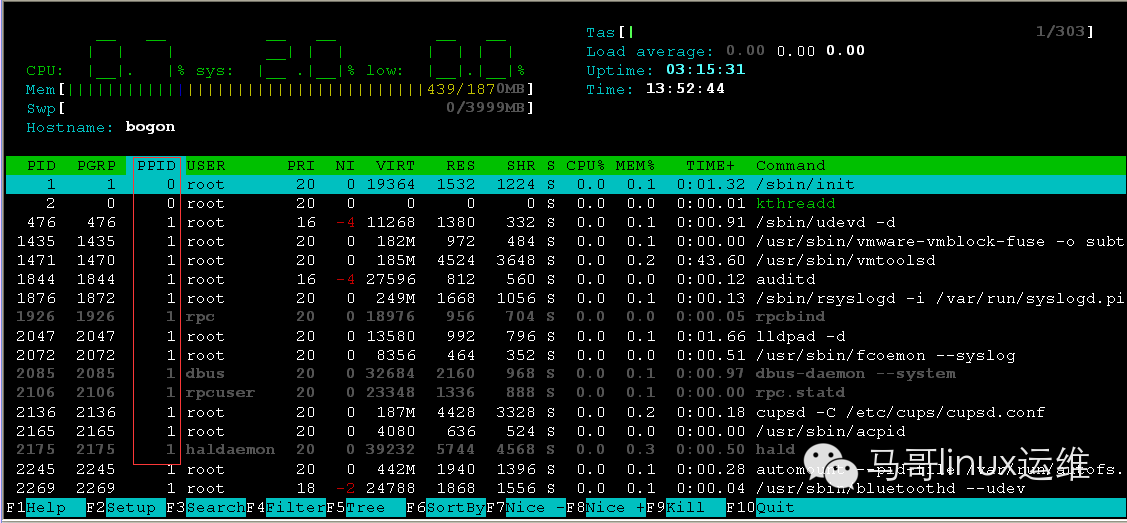 Tas[| 1/303]
Load average: 0.00 0.00 0.00
CPU: 0.7% sys: 2.0% low: 0.0% Uptime: 03:15:31
Mem[||||||||||||||||||||||||||||||||||||||||||||439/1870MB] Time: 13:52:44
Swp[ 0/3999MB]
Hostname: bogon
PID PGRP PPID USER PRI NI VIRT RES SHR S CPU% MEM% TIME+ Command
1 1 0 root 20 0 19364 1532 1224 S 0.0 0.1 0:01.32 /sbin/init
2 0 0 root 20 0 0 0 0 S 0.0 0.0 0:00.01 kthreadd
476 476 1 root 16 -4 11268 1380 332 S 0.0 0.1 0:00.91 /sbin/udevd -d
1435 1435 1 root 20 0 182M 972 484 S 0.0 0.1 0:00.00 /usr/sbin/vmware-vmblock-fuse -o subt
1471 1470 1 root 20 0 185M 4524 3648 S 0.0 0.2 0:43.60 /usr/sbin/vmtoolsd
1844 1844 1 root 16 -4 27596 812 560 S 0.0 0.0 0:00.12 auditd
1876 1872 1 root 20 0 249M 1668 1056 S 0.0 0.1 0:00.13 /sbin/rsyslogd -i /var/run/syslogd.pi
1926 1926 1 rpc 20 0 18976 956 704 S 0.0 0.0 0:00.05 rpcbind
2047 2047 1 root 20 0 13580 992 796 S 0.0 0.1 0:01.66 lldpad -d
2072 2072 1 root 20 0 8356 464 352 S 0.0 0.0 0:00.51 /usr/sbin/fcoemon --syslog
2085 2085 1 dbus 20 0 32684 2160 968 S 0.0 0.1 0:00.97 dbus-daemon --system
2106 2106 1 rpcuser 20 0 23348 1336 888 S 0.0 0.1 0:00.00 rpc.statd
2136 2136 1 root 20 0 187M 4428 3328 S 0.0 0.2 0:00.18 cupsd -C /etc/cups/cupsd.conf
2165 2165 1 root 20 0 4080 636 524 S 0.0 0.0 0:00.00 /usr/sbin/acpid
2175 2175 1 haldaemon 20 0 39232 5744 4568 S 0.0 0.3 0:00.50 hald
2245 2245 1 root 20 0 442M 1940 1396 S 0.0 0.1 0:00.28 automount --pid-file /var/run/autofs.
2269 2269 1 root 18 -2 24788 1868 1556 S 0.0 0.1 0:00.04 /usr/sbin/bluetoothd --udev
马哥linux运维
F1Help F2Setup F3SearchF4FilterF5Tree F6SortByF7Nice -F8Nice +F9Kill F10Quit